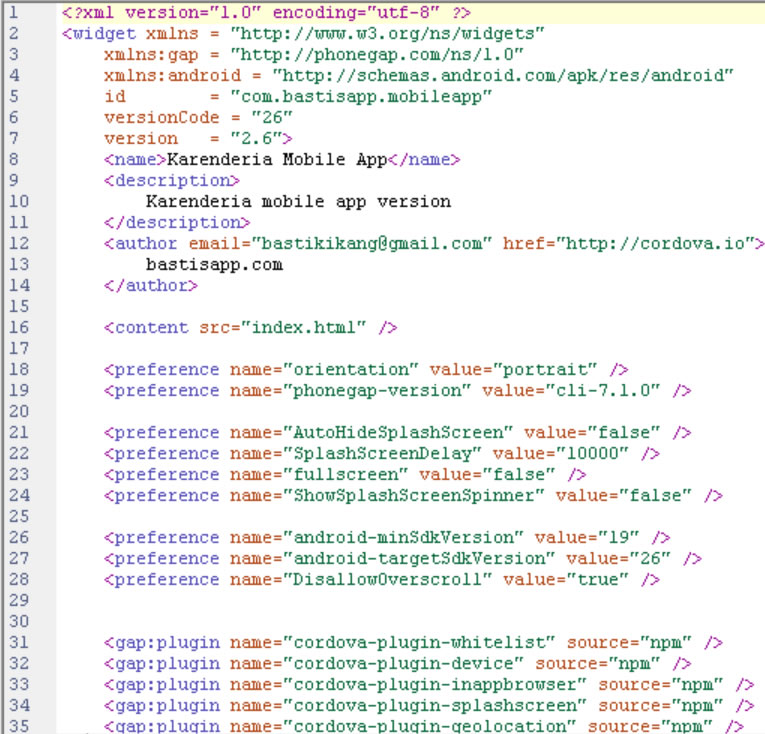 1 <?xml version="1.0" encoding="utf-8" ?>
2 <widget xmlns = "http://www.w3.org/ns/widgets"
3 xmlns:gap = "http://phonegap.com/ns/1.0"
4 xmlns:android = "http://schemas.android.com/apk/res/android"
5 id = "com.bastisapp.mobileapp"
6 versionCode = "26"
7 version = "2.6">
8 <name>Karenderia Mobile App</name>
9 <description>
10 Karenderia mobile app version
11 </description>
12 <author email="bastikikang@gmail.com" href="http://cordova.io">
13 bastisapp.com
14 </author>
15
16 <content src="index.html" />
17
18 <preference name="orientation" value="portrait" />
19 <preference name="phonegap-version" value="cli-7.1.0" />
20
21 <preference name="AutoHideSplashScreen" value="false" />
22 <preference name="SplashScreenDelay" value="10000" />
23 <preference name="fullscreen" value="false" />
24 <preference name="ShowSplashScreenSpinner" value="false" />
25
26 <preference name="android-minSdkVersion" value="19" />
27 <preference name="android-targetSdkVersion" value="26" />
28 <preference name="DisallowOverscroll" value="true" />
29
30
31 <gap:plugin name="cordova-plugin-whitelist" source="npm" />
32 <gap:plugin name="cordova-plugin-device" source="npm" />
33 <gap:plugin name="cordova-plugin-inappbrowser" source="npm" />
34 <gap:plugin name="cordova-plugin-splashscreen" source="npm" />
35 <gap:plugin name="cordova-plugin-geolocation" source="npm" />